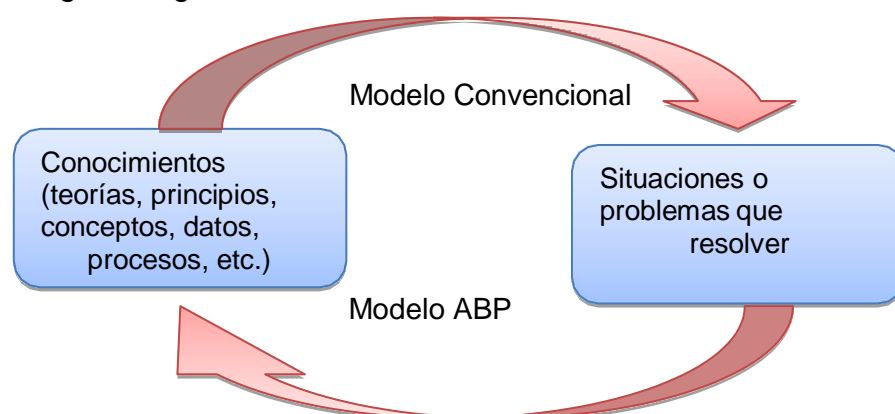 Modelo Convencional
Conocimientos
(teorías, principios,
conceptos, datos,
procesos, etc.)
Situaciones o
problemas que
resolver
Modelo ABP